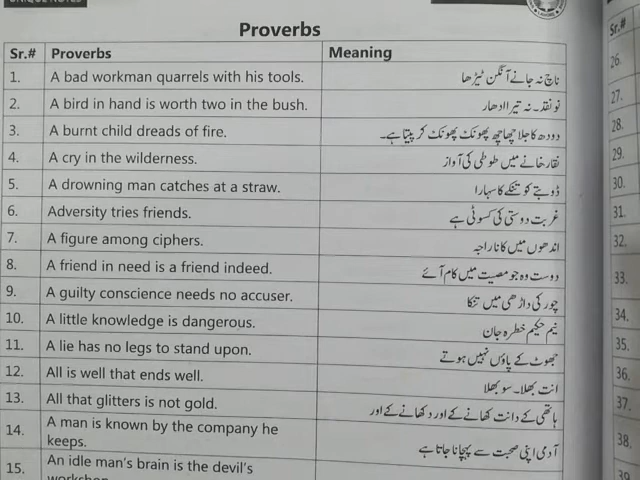 UNIQUE NOTES
LAHORE
Proverbs
Sr.# Proverbs Meaning
1. A bad workman quarrels with his tools. ناچ نہ جانے آنگن ٹیڑھا
2. A bird in hand is worth two in the bush. نو نقد۔ نہ تیرا ادھار
3. A burnt child dreads of fire. دودھ کا جلا چھاچھ پھونک پھونک کر پیتا ہے۔
4. A cry in the wilderness. نقار خانے میں طوطی کی آواز
5. A drowning man catches at a straw. ڈوبتے کو تنکے کا سہارا
6. Adversity tries friends. غربت دوستی کی کسوٹی ہے
7. A figure among ciphers. اندھوں میں کانا راجہ
8. A friend in need is a friend indeed. دوست وہ جو مصیبت میں کام آئے
9. A guilty conscience needs no accuser. چور کی داڑھی میں تنکا
10. A little knowledge is dangerous. نیم حکیم خطرہ جان
11. A lie has no legs to stand upon. جھوٹ کے پاؤں نہیں ہوتے
12. All is well that ends well. انت بھلا۔ سو بھلا
13. All that glitters is not gold. ہاتھی کے دانت کھانے کے اور دکھانے کے اور
14. A man is known by the company he
keeps. آدمی اپنی صحبت سے پہچانا جاتا ہے
15. An idle man's brain is the devil's
Sr.#
26.
27.
28.
29.
30.
31.
32.
33.
34.
35.
36.
37.
38.
39